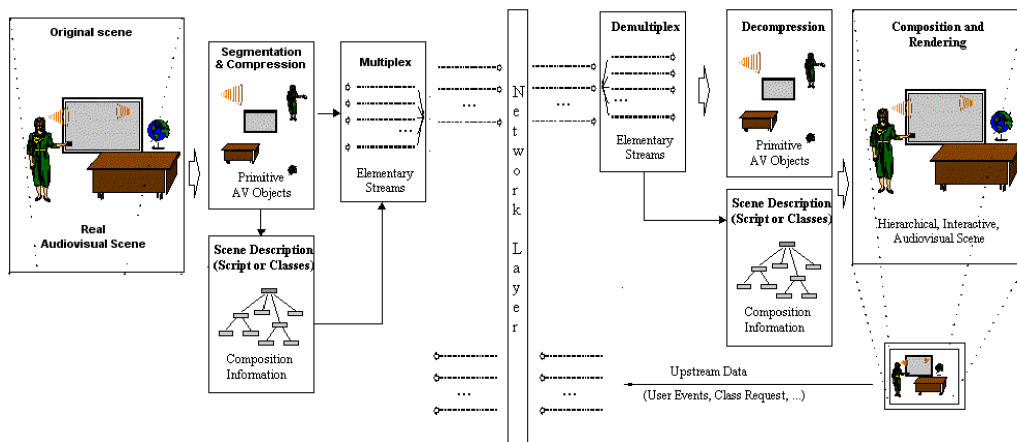 Original scene
Real
Audiovisual Scene
Segmentation
& Compression
Primitive
AV Objects
Scene Description
(Script or Classes)
Composition
Information
Multiplex
...
Elementary
Streams
...
...
Network Layer
...
...
Demultiplex
...
Elementary
Streams
Decompression
Primitive
AV Objects
Scene Description
(Script or Classes)
Composition
Information
Composition and
Rendering
Hierarchical, Interactive,
Audiovisual Scene
Upstream Data
(User Events, Class Request, ...)